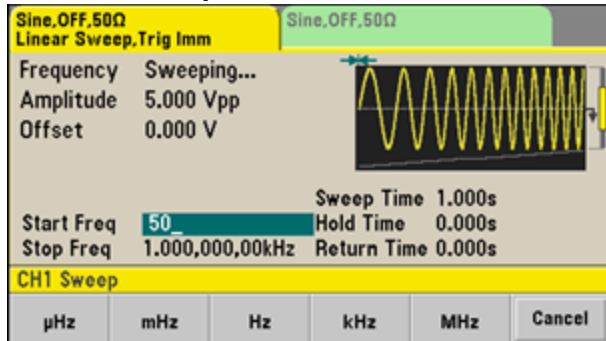 Sine,OFF,50Ω
Linear Sweep,Trig Imm
Sine,OFF,50Ω
Frequency Sweeping...
Amplitude 5.000 Vpp
Offset 0.000 V
Sweep Time 1.000s
Start Freq 50_ Hold Time 0.000s
Stop Freq 1.000,000,00kHz Return Time 0.000s
CH1 Sweep
µHz mHz Hz kHz MHz Cancel